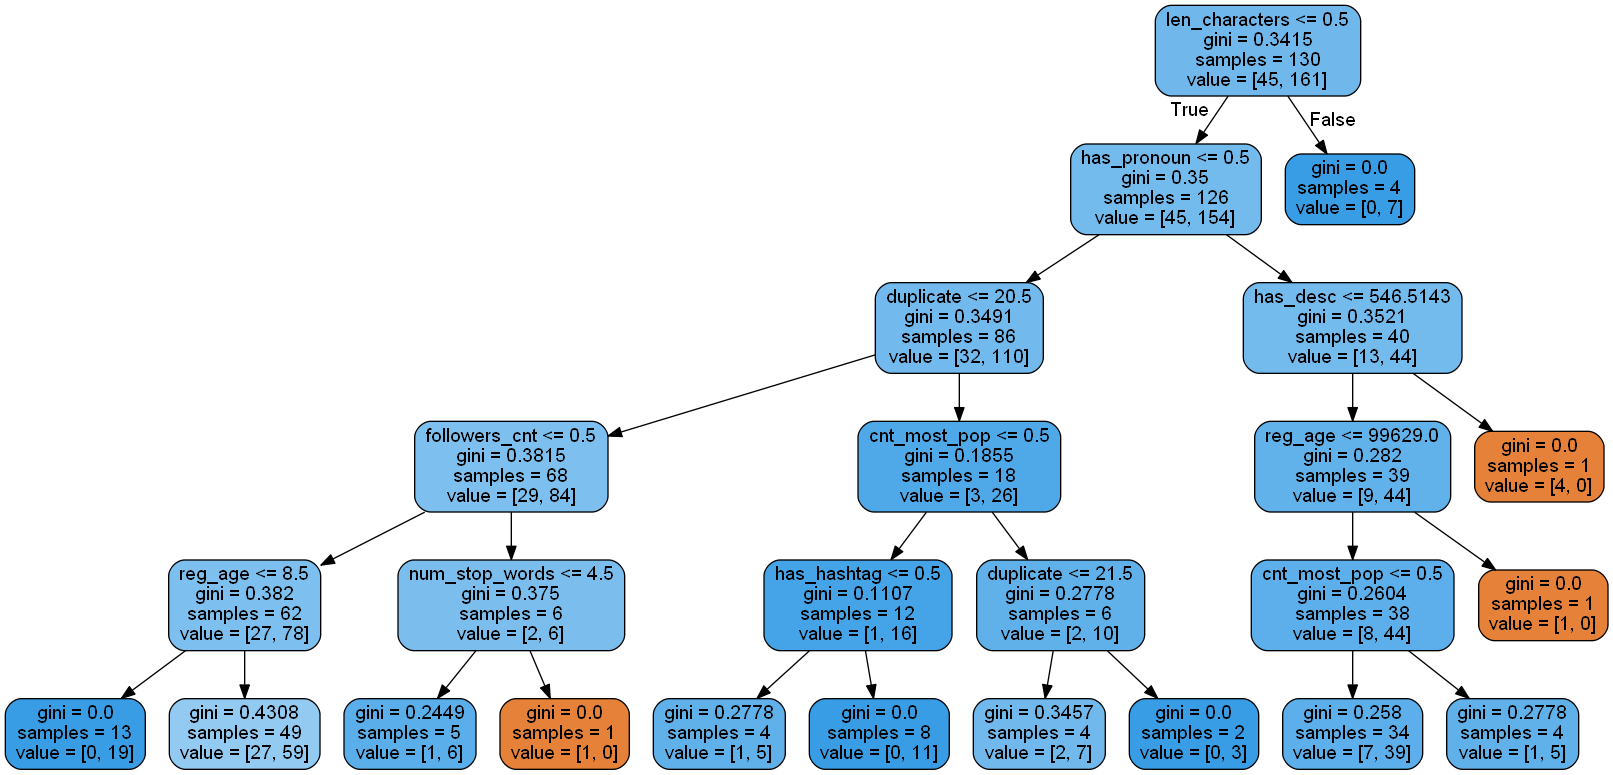 len_characters <= 0.5
gini = 0.3415
samples = 130
value = [45, 161]
True
False
has_pronoun <= 0.5
gini = 0.35
samples = 126
value = [45, 154]
gini = 0.0
samples = 4
value = [0, 7]
duplicate <= 20.5
gini = 0.3491
samples = 86
value = [32, 110]
has_desc <= 546.5143
gini = 0.3521
samples = 40
value = [13, 44]
followers_cnt <= 0.5
gini = 0.3815
samples = 68
value = [29, 84]
cnt_most_pop <= 0.5
gini = 0.1855
samples = 18
value = [3, 26]
reg_age <= 99629.0
gini = 0.282
samples = 39
value = [9, 44]
gini = 0.0
samples = 1
value = [4, 0]
reg_age <= 8.5
gini = 0.382
samples = 62
value = [27, 78]
num_stop_words <= 4.5
gini = 0.375
samples = 6
value = [2, 6]
has_hashtag <= 0.5
gini = 0.1107
samples = 12
value = [1, 16]
duplicate <= 21.5
gini = 0.2778
samples = 6
value = [2, 10]
cnt_most_pop <= 0.5
gini = 0.2604
samples = 38
value = [8, 44]
gini = 0.0
samples = 1
value = [1, 0]
gini = 0.0
samples = 13
value = [0, 19]
gini = 0.4308
samples = 49
value = [27, 59]
gini = 0.2449
samples = 5
value = [1, 6]
gini = 0.0
samples = 1
value = [1, 0]
gini = 0.2778
samples = 4
value = [1, 5]
gini = 0.0
samples = 8
value = [0, 11]
gini = 0.3457
samples = 4
value = [2, 7]
gini = 0.0
samples = 2
value = [0, 3]
gini = 0.258
samples = 34
value = [7, 39]
gini = 0.2778
samples = 4
value = [1, 5]